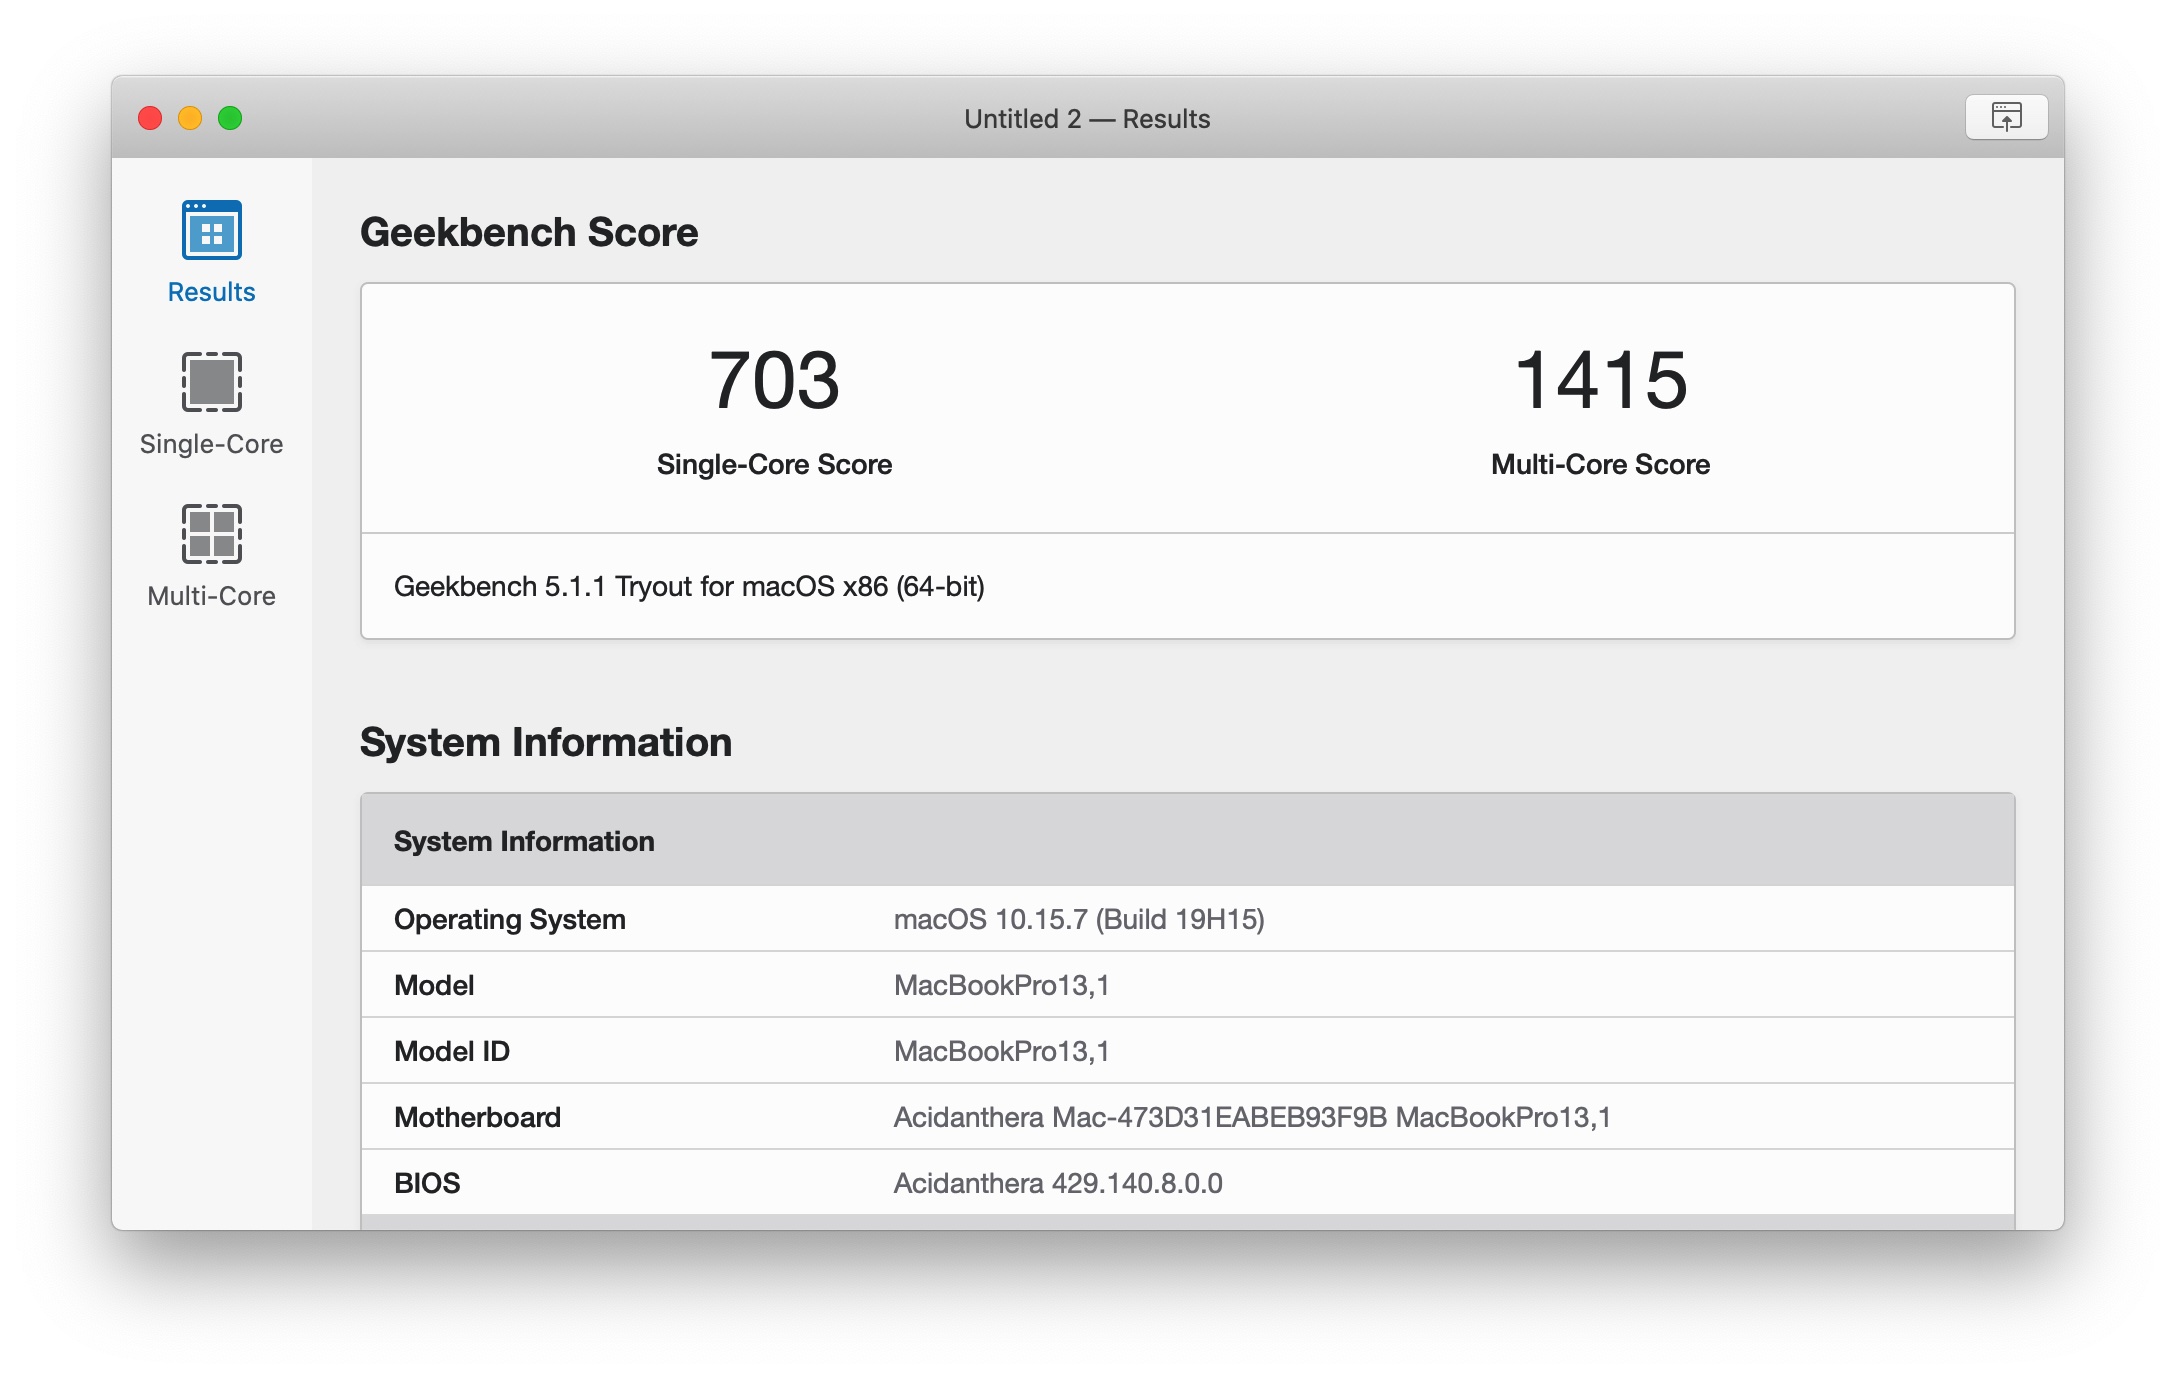 Untitled 2 — Results
Results
Single-Core
Multi-Core
Geekbench Score
703
Single-Core Score
1415
Multi-Core Score
Geekbench 5.1.1 Tryout for macOS x86 (64-bit)
System Information
System Information
Operating System macOS 10.15.7 (Build 19H15)
Model MacBookPro13,1
Model ID MacBookPro13,1
Motherboard Acidanthera Mac-473D31EABEB93F9B MacBookPro13,1
BIOS Acidanthera 429.140.8.0.0